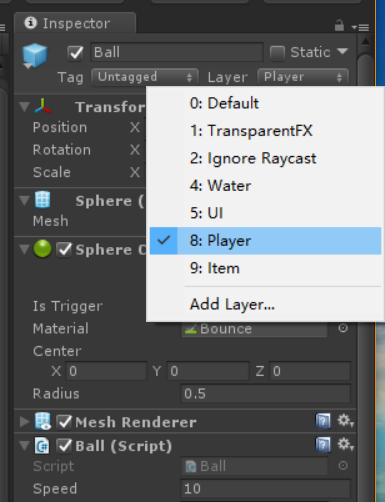 Inspector
Ball Static
Tag Untagged Layer Player
Transfor
Position X
Rotation X
Scale X
0: Default
1: TransparentFX
2: Ignore Raycast
4: Water
5: UI
8: Player
9: Item
Add Layer...
Sphere (
Mesh
Sphere C
Is Trigger
Material Bounce
Center
X 0 Y 0 Z 0
Radius 0.5
Mesh Renderer
Ball (Script)
Script Ball
Speed 10